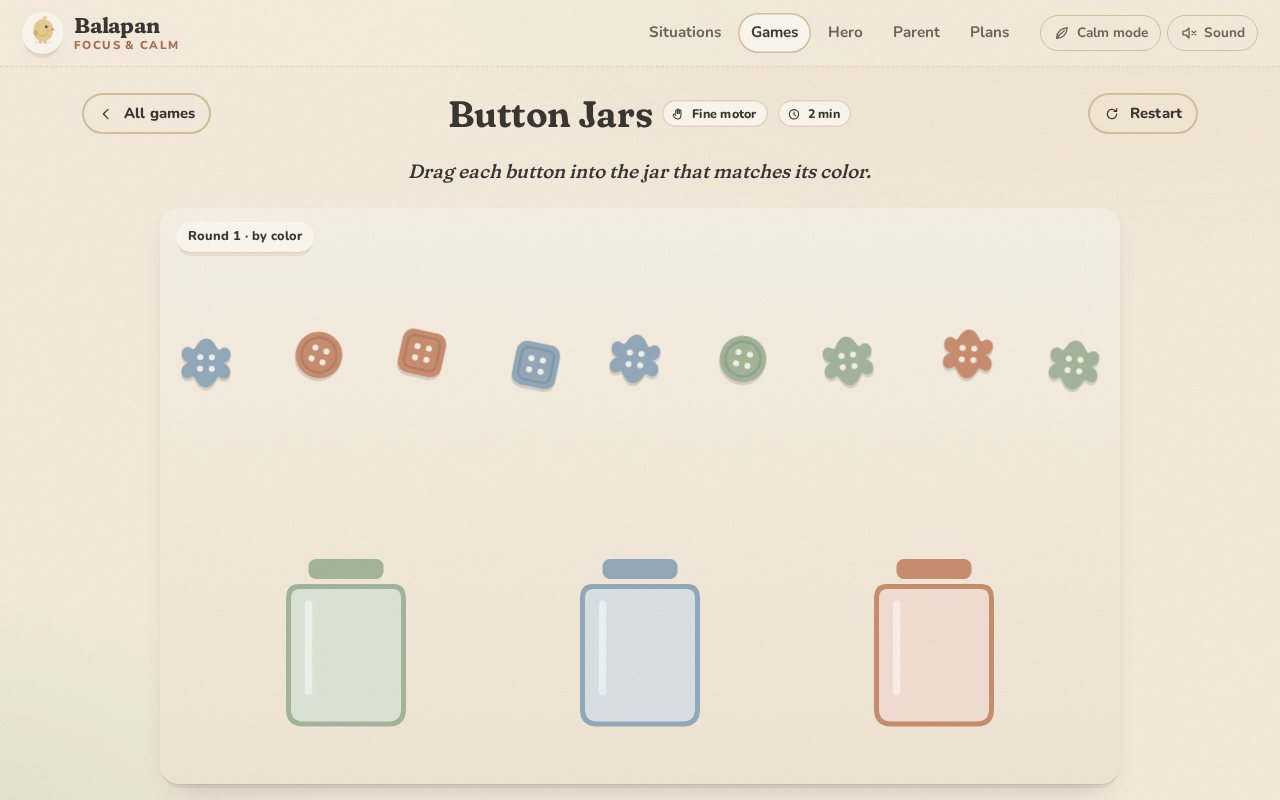 Balapan
FOCUS & CALM
Situations
Games
Hero
Parent
Plans
Calm mode
Sound
All games
Button Jars
Fine motor
2 min
Restart
Drag each button into the jar that matches its color.
Round 1 · by color